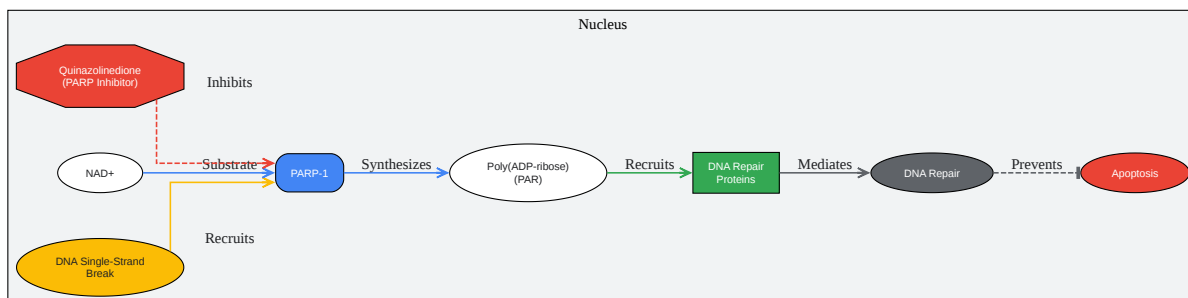 Nucleus
Quinazolinedione
(PARP Inhibitor)
Inhibits
NAD+
Substrate
PARP-1
Synthesizes
Poly(ADP-ribose)
(PAR)
Recruits
DNA Repair
Proteins
Mediates
DNA Repair
Prevents
Apoptosis
Recruits
DNA Single-Strand
Break